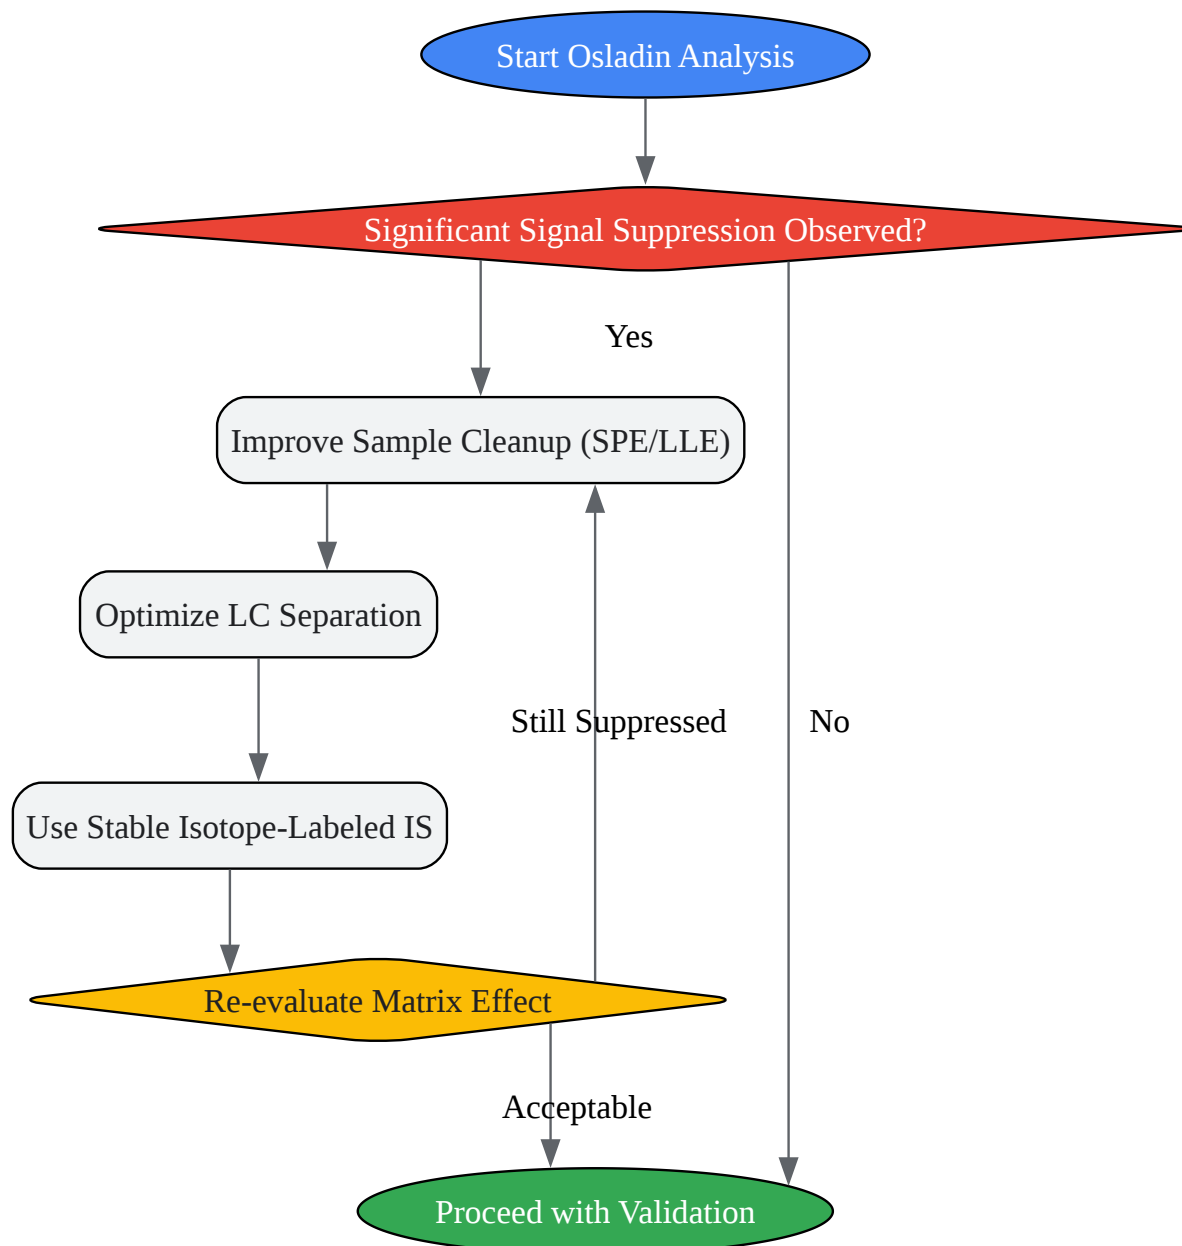 Start Osladin Analysis
Significant Signal Suppression Observed?
Yes
Improve Sample Cleanup (SPE/LLE)
Optimize LC Separation
Still Suppressed
No
Use Stable Isotope-Labeled IS
Re-evaluate Matrix Effect
Acceptable
Proceed with Validation